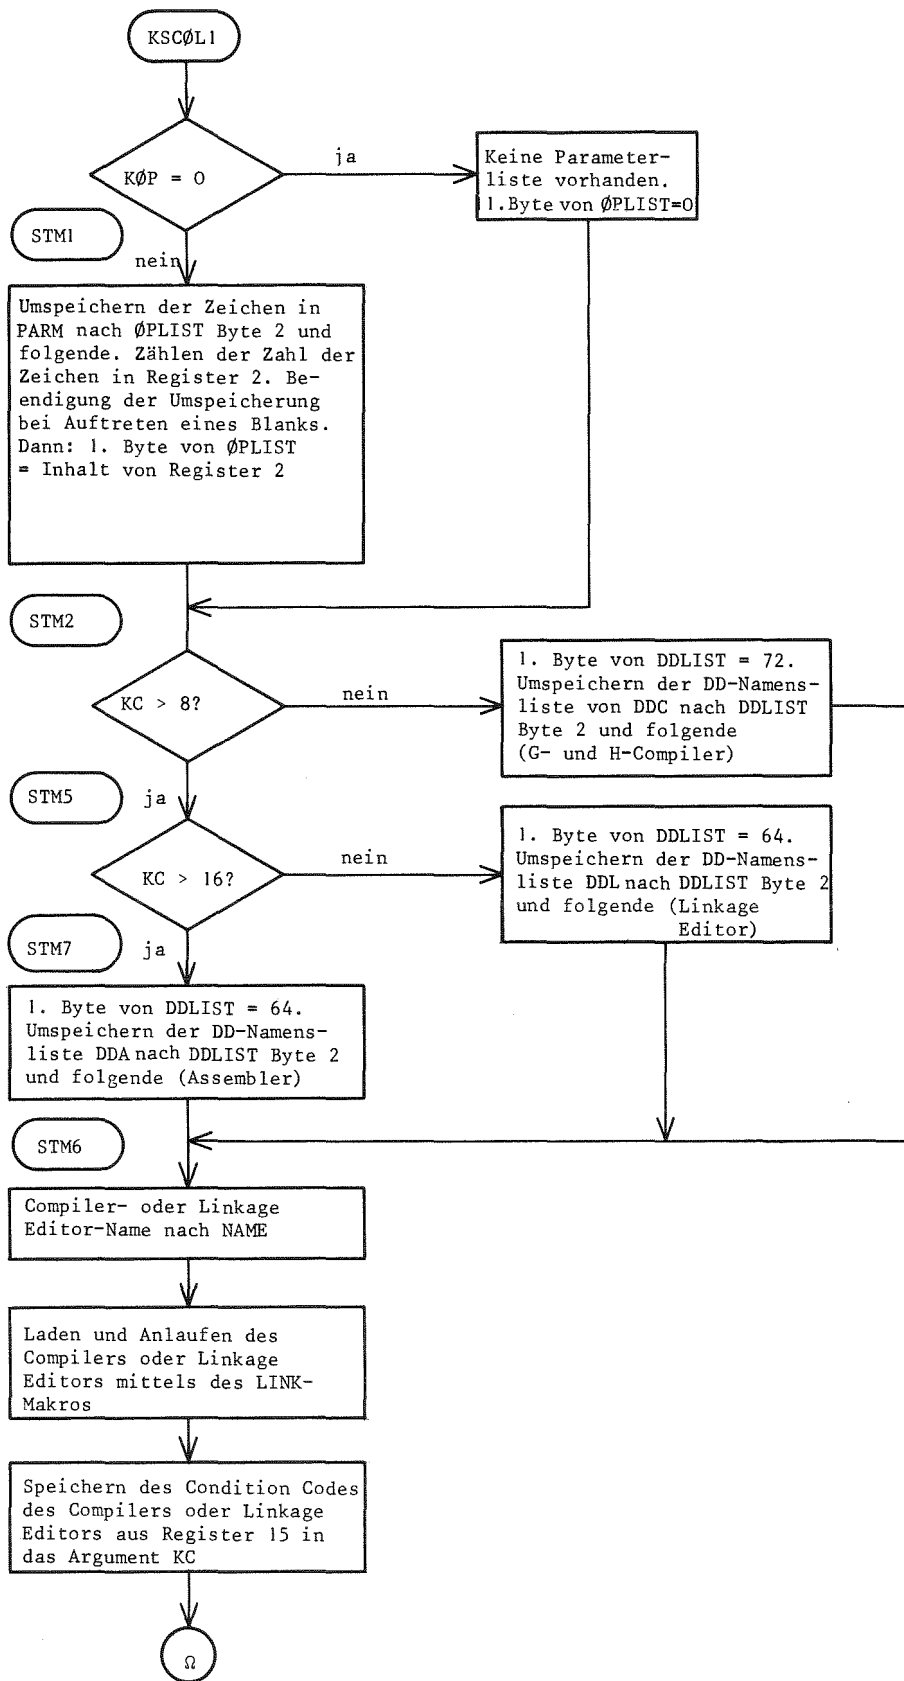 KSCØL1
KØP = O
ja
Keine Parameter-
liste vorhanden.
1.Byte von ØPLIST=O
STM1
nein
Umspeichern der Zeichen in
PARM nach ØPLIST Byte 2 und
folgende. Zählen der Zahl der
Zeichen in Register 2. Be-
endigung der Umspeicherung
bei Auftreten eines Blanks.
Dann: 1. Byte von ØPLIST
= Inhalt von Register 2
STM2
KC > 8?
nein
1. Byte von DDLIST = 72.
Umspeichern der DD-Namens-
liste von DDC nach DDLIST
Byte 2 und folgende
(G- und H-Compiler)
STM5
ja
KC > 16?
nein
1. Byte von DDLIST = 64.
Umspeichern der DD-Namens-
liste DDL nach DDLIST Byte 2
und folgende (Linkage
Editor)
STM7
ja
1. Byte von DDLIST = 64.
Umspeichern der DD-Namens-
liste DDA nach DDLIST Byte 2
und folgende (Assembler)
STM6
Compiler- oder Linkage
Editor-Name nach NAME
Laden und Anlaufen des
Compilers oder Linkage
Editors mittels des LINK-
Makros
Speichern des Condition Codes
des Compilers oder Linkage
Editors aus Register 15 in
das Argument KC
Ω